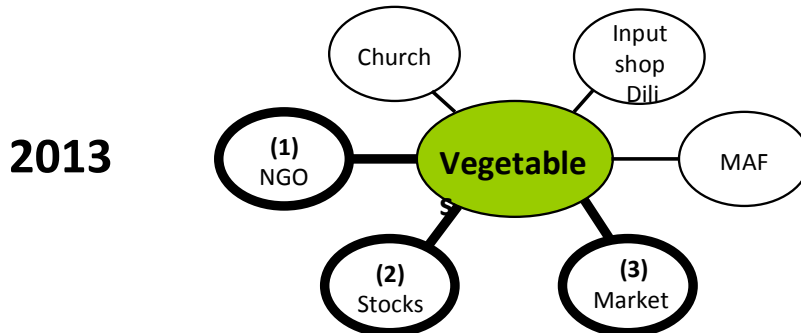 Church
Input
shop
Dili
2013
(1)
NGO
Vegetable
s
MAF
(2)
Stocks
(3)
Market